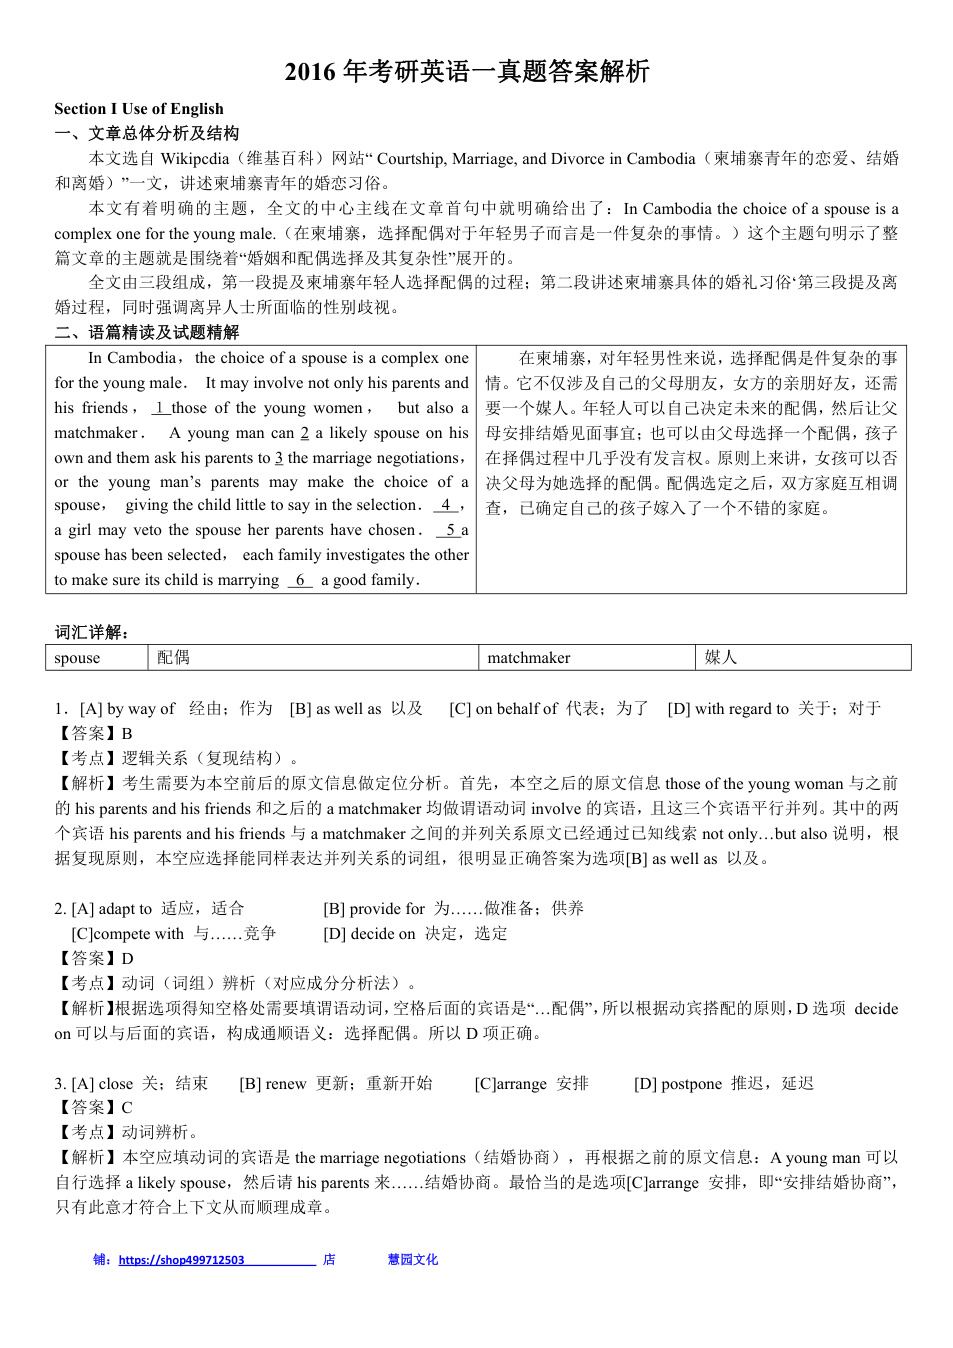 2016 年考研英语一真题答案解析
Section I Use of English
一、文章总体分析及结构
本文选自 Wikipcdia（维基百科）网站“ Courtship, Marriage, and Divorce in Cambodia（柬埔寨青年的恋爱、结婚
和离婚）”一文，讲述柬埔寨青年的婚恋习俗。
本文有着明确的主题，全文的中心主线在文章首句中就明确给出了：In Cambodia the choice of a spouse is a
complex one for the young male.（在柬埔寨，选择配偶对于年轻男子而言是一件复杂的事情。）这个主题句明示了整
篇文章的主题就是围绕着“婚姻和配偶选择及其复杂性”展开的。
全文由三段组成，第一段提及柬埔寨年轻人选择配偶的过程；第二段讲述柬埔寨具体的婚礼习俗‘第三段提及离
婚过程，同时强调离异人士所面临的性别歧视。
二、语篇精读及试题精解
In Cambodia，the choice of a spouse is a complex one
for the young male． It may involve not only his parents and
his friends， 1 those of the young women， but also a
matchmaker． A young man can 2 a likely spouse on his
own and them ask his parents to 3 the marriage negotiations，
or the young man’s parents may make the choice of a
spouse， giving the child little to say in the selection． 4 ，
a girl may veto the spouse her parents have chosen． 5 a
spouse has been selected， each family investigates the other
to make sure its child is marrying 6 a good family．
在柬埔寨，对年轻男性来说，选择配偶是件复杂的事
情。它不仅涉及自己的父母朋友，女方的亲朋好友，还需
要一个媒人。年轻人可以自己决定未来的配偶，然后让父
母安排结婚见面事宜；也可以由父母选择一个配偶，孩子
在择偶过程中几乎没有发言权。原则上来讲，女孩可以否
决父母为她选择的配偶。配偶选定之后，双方家庭互相调
查，已确定自己的孩子嫁入了一个不错的家庭。
词汇详解：
spouse 配偶 matchmaker 媒人
1．[A] by way of 经由；作为 [B] as well as 以及 [C] on behalf of 代表；为了 [D] with regard to 关于；对于
【答案】B
【考点】逻辑关系（复现结构）。
【解析】考生需要为本空前后的原文信息做定位分析。首先，本空之后的原文信息 those of the young woman 与之前
的 his parents and his friends 和之后的 a matchmaker 均做谓语动词 involve 的宾语，且这三个宾语平行并列。其中的两
个宾语 his parents and his friends 与 a matchmaker 之间的并列关系原文已经通过已知线索 not only…but also 说明，根
据复现原则，本空应选择能同样表达并列关系的词组，很明显正确答案为选项[B] as well as 以及。
2. [A] adapt to 适应，适合 [B] provide for 为……做准备；供养
[C]compete with 与……竞争 [D] decide on 决定，选定
【答案】D
【考点】动词（词组）辨析（对应成分分析法）。
【解析】根据选项得知空格处需要填谓语动词，空格后面的宾语是“…配偶”，所以根据动宾搭配的原则，D 选项 decide
on 可以与后面的宾语，构成通顺语义：选择配偶。所以 D 项正确。
3. [A] close 关；结束 [B] renew 更新；重新开始 [C]arrange 安排 [D] postpone 推迟，延迟
【答案】C
【考点】动词辨析。
【解析】本空应填动词的宾语是 the marriage negotiations（结婚协商），再根据之前的原文信息：A young man 可以
自行选择 a likely spouse，然后请 his parents 来……结婚协商。最恰当的是选项[C]arrange 安排，即“安排结婚协商”，
只有此意才符合上下文从而顺理成章。
铺：https://shop499712503 店 慧园文化